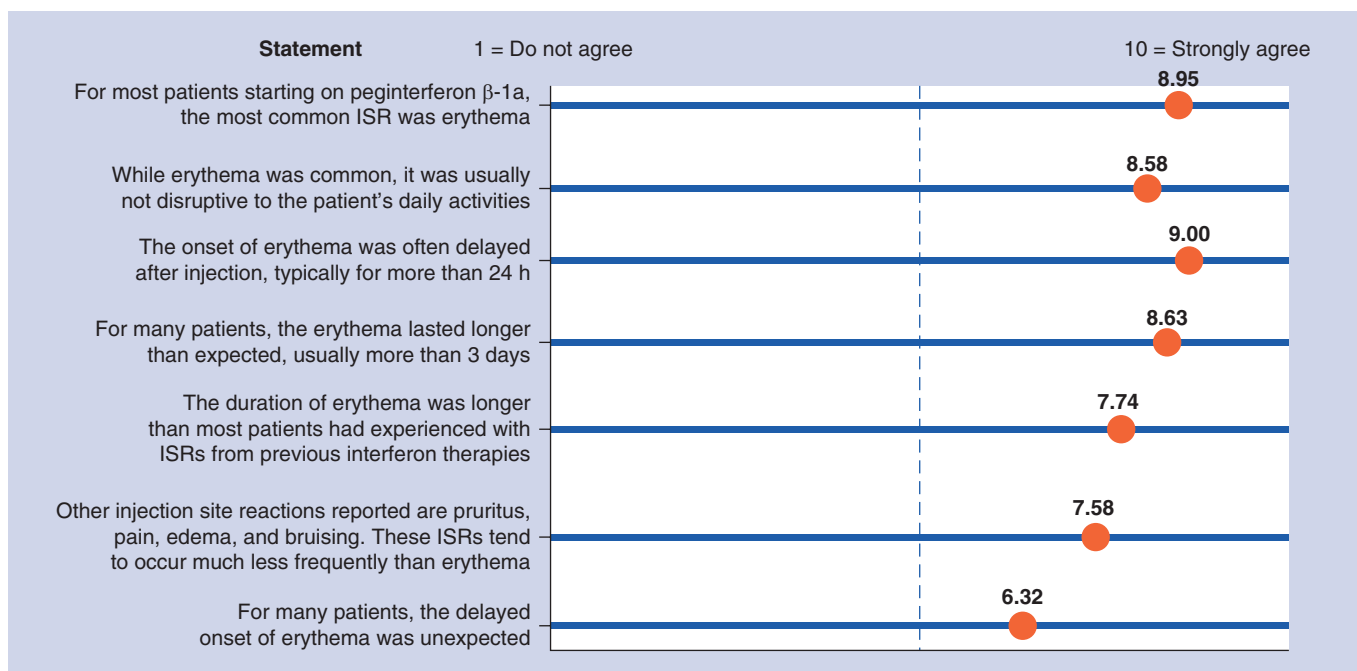 Statement
1 = Do not agree
10 = Strongly agree
For most patients starting on peginterferon β-1a,
the most common ISR was erythema
8.95
While erythema was common, it was usually
not disruptive to the patient's daily activities
8.58
The onset of erythema was often delayed
after injection, typically for more than 24 h
9.00
For many patients, the erythema lasted longer
than expected, usually more than 3 days
8.63
The duration of erythema was longer
than most patients had experienced with
ISRs from previous interferon therapies
7.74
Other injection site reactions reported are pruritus,
pain, edema, and bruising. These ISRs tend
to occur much less frequently than erythema
7.58
For many patients, the delayed
onset of erythema was unexpected
6.32